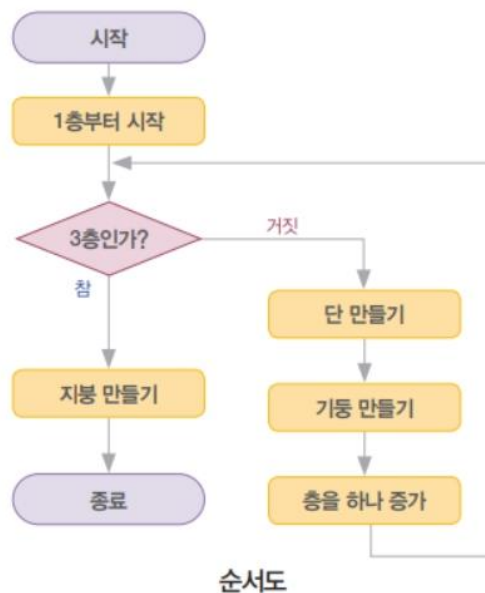 시작
1층부터 시작
3층인가?
거짓
참
단 만들기
지붕 만들기
기둥 만들기
종료
층을 하나 증가
순서도